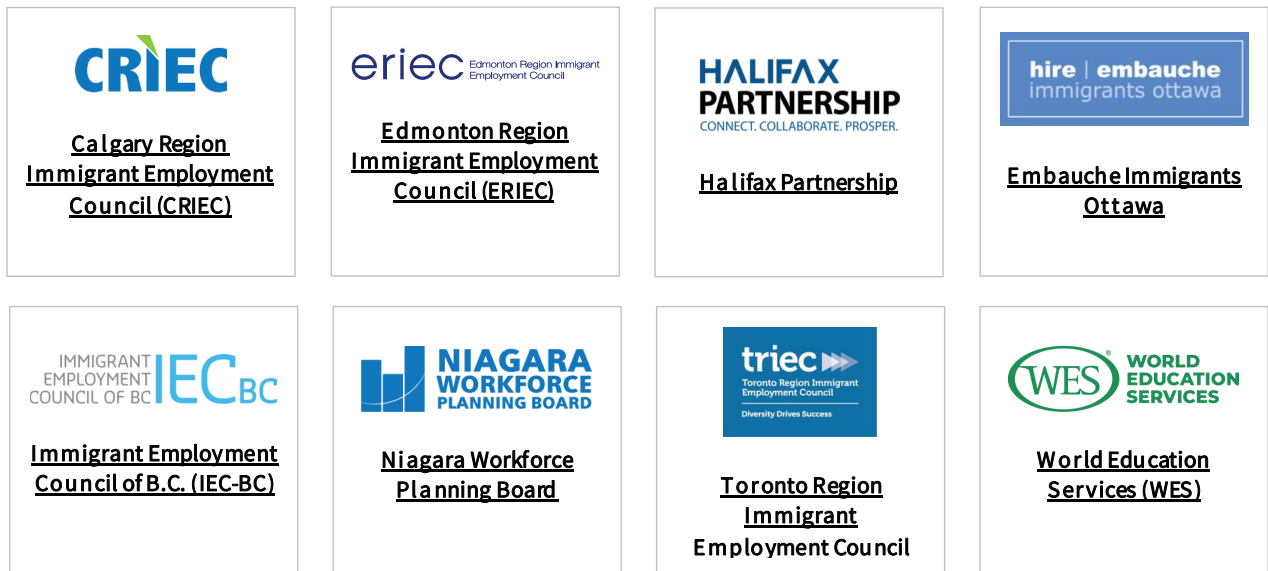 CRIEC
Calgary Region
Immigrant Employment
Council (CRIEC)
eriec Edmonton Region Immigrant
Employment Council
Edmonton Region
Immigrant Employment
Council (ERIEC)
HALIFAX
PARTNERSHIP
CONNECT. COLLABORATE. PROSPER.
Halifax Partnership
hire | embauche
immigrants ottawa
Embauche Immigrants
Ottawa
IMMIGRANT
EMPLOYMENT
COUNCIL OF BC IEC BC
Immigrant Employment
Council of B.C. (IEC-BC)
NIAGARA
WORKFORCE
PLANNING BOARD
Niagara Workforce
Planning Board
triec
Toronto Region Immigrant
Employment Council
Diversity Drives Success
Toronto Region
Immigrant
Employment Council
WES ®
WORLD
EDUCATION
SERVICES
World Education
Services (WES)